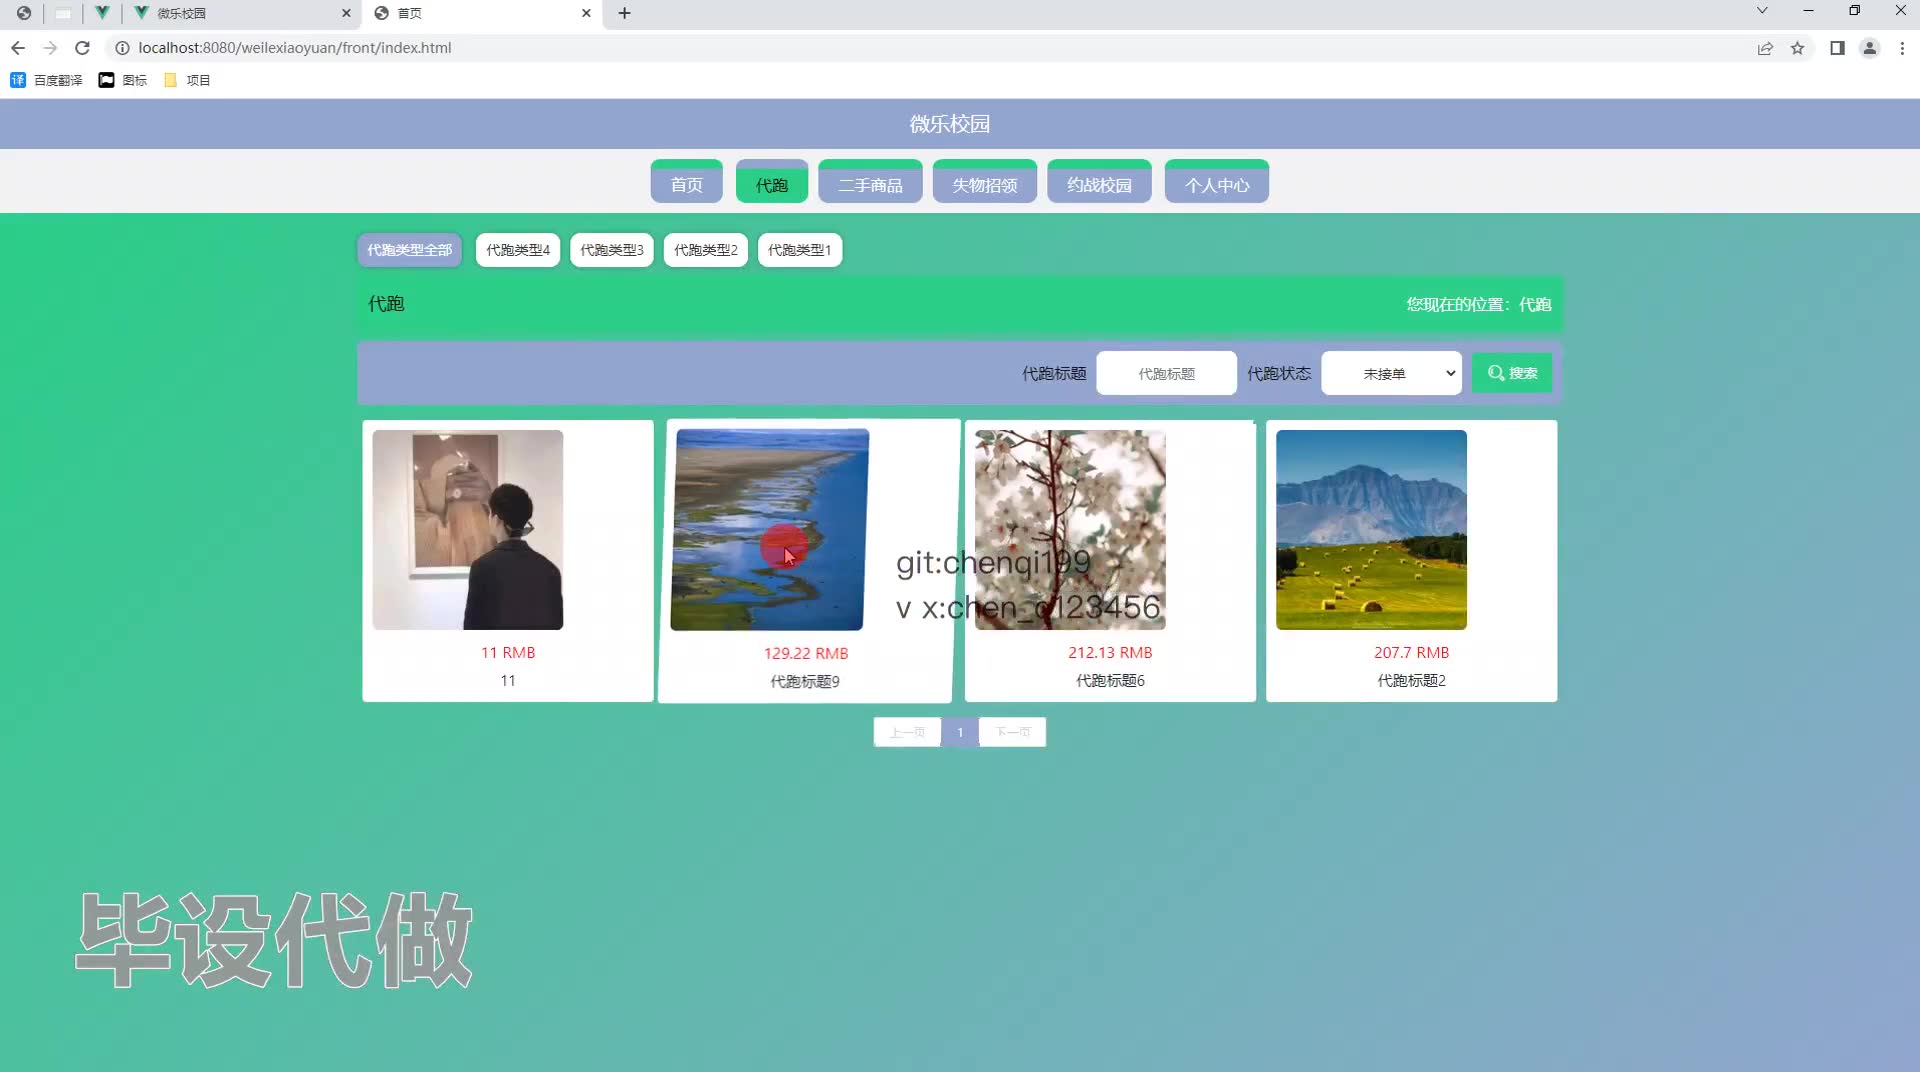 微乐校园
首页
localhost:8080/weilexiaoyuan/front/index.html
百度翻译
图标
项目
微乐校园
首页
代跑
二手商品
失物招领
约战校园
个人中心
代跑类型全部
代跑类型4
代跑类型3
代跑类型2
代跑类型1
代跑
您现在的位置：代跑
代跑标题
代跑标题
代跑状态
未接单
搜索
git:chenqi199
v x:chen_q123456
11 RMB
11
129.22 RMB
代跑标题9
212.13 RMB
代跑标题6
207.7 RMB
代跑标题2
上一页
1
下一页
毕设代做